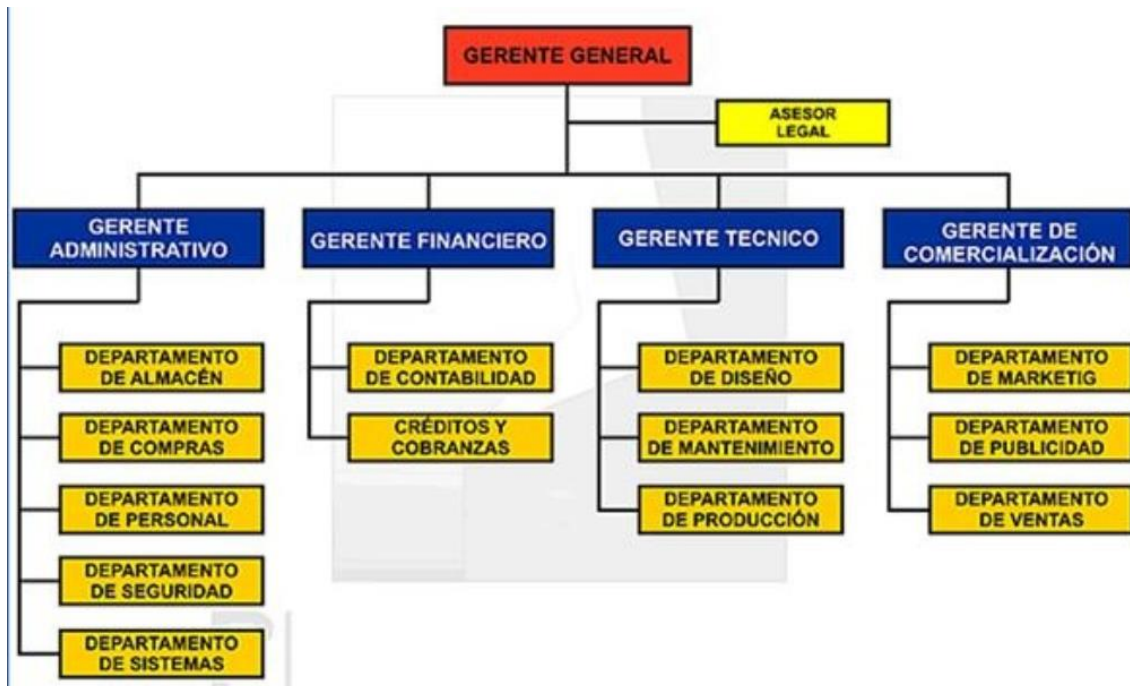 GERENTE GENERAL
ASESOR
LEGAL
GERENTE
ADMINISTRATIVO
GERENTE FINANCIERO
GERENTE TECNICO
GERENTE DE
COMERCIALIZACIÓN
DEPARTAMENTO
DE ALMACÉN
DEPARTAMENTO
DE COMPRAS
DEPARTAMENTO
DE PERSONAL
DEPARTAMENTO
DE SEGURIDAD
DEPARTAMENTO
DE SISTEMAS
DEPARTAMENTO
DE CONTABILIDAD
CRÉDITOS Y
COBRANZAS
DEPARTAMENTO
DE DISEÑO
DEPARTAMENTO
DE MANTENIMIENTO
DEPARTAMENTO
DE PRODUCCIÓN
DEPARTAMENTO
DE MARKETIG
DEPARTAMENTO
DE PUBLICIDAD
DEPARTAMENTO
DE VENTAS